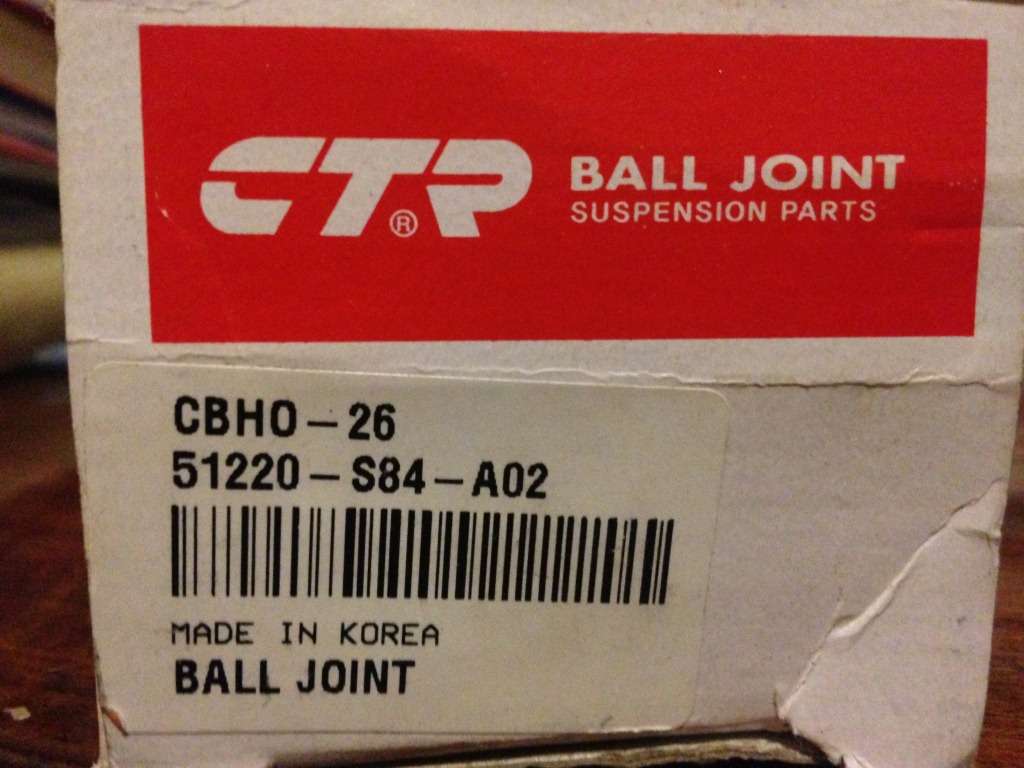 CTR®
BALL JOINT
SUSPENSION PARTS
CBHO-26
51220-S84-A02
MADE IN KOREA
BALL JOINT